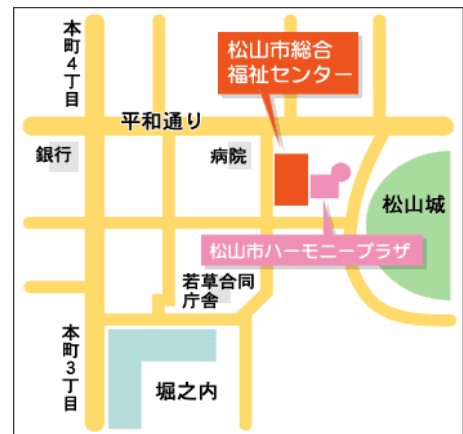 本町4丁目
松山市総合
福祉センター
平和通り
銀行
病院
松山城
松山市ハーモニープラザ
若草合同
庁舎
本町3丁目
堀之内